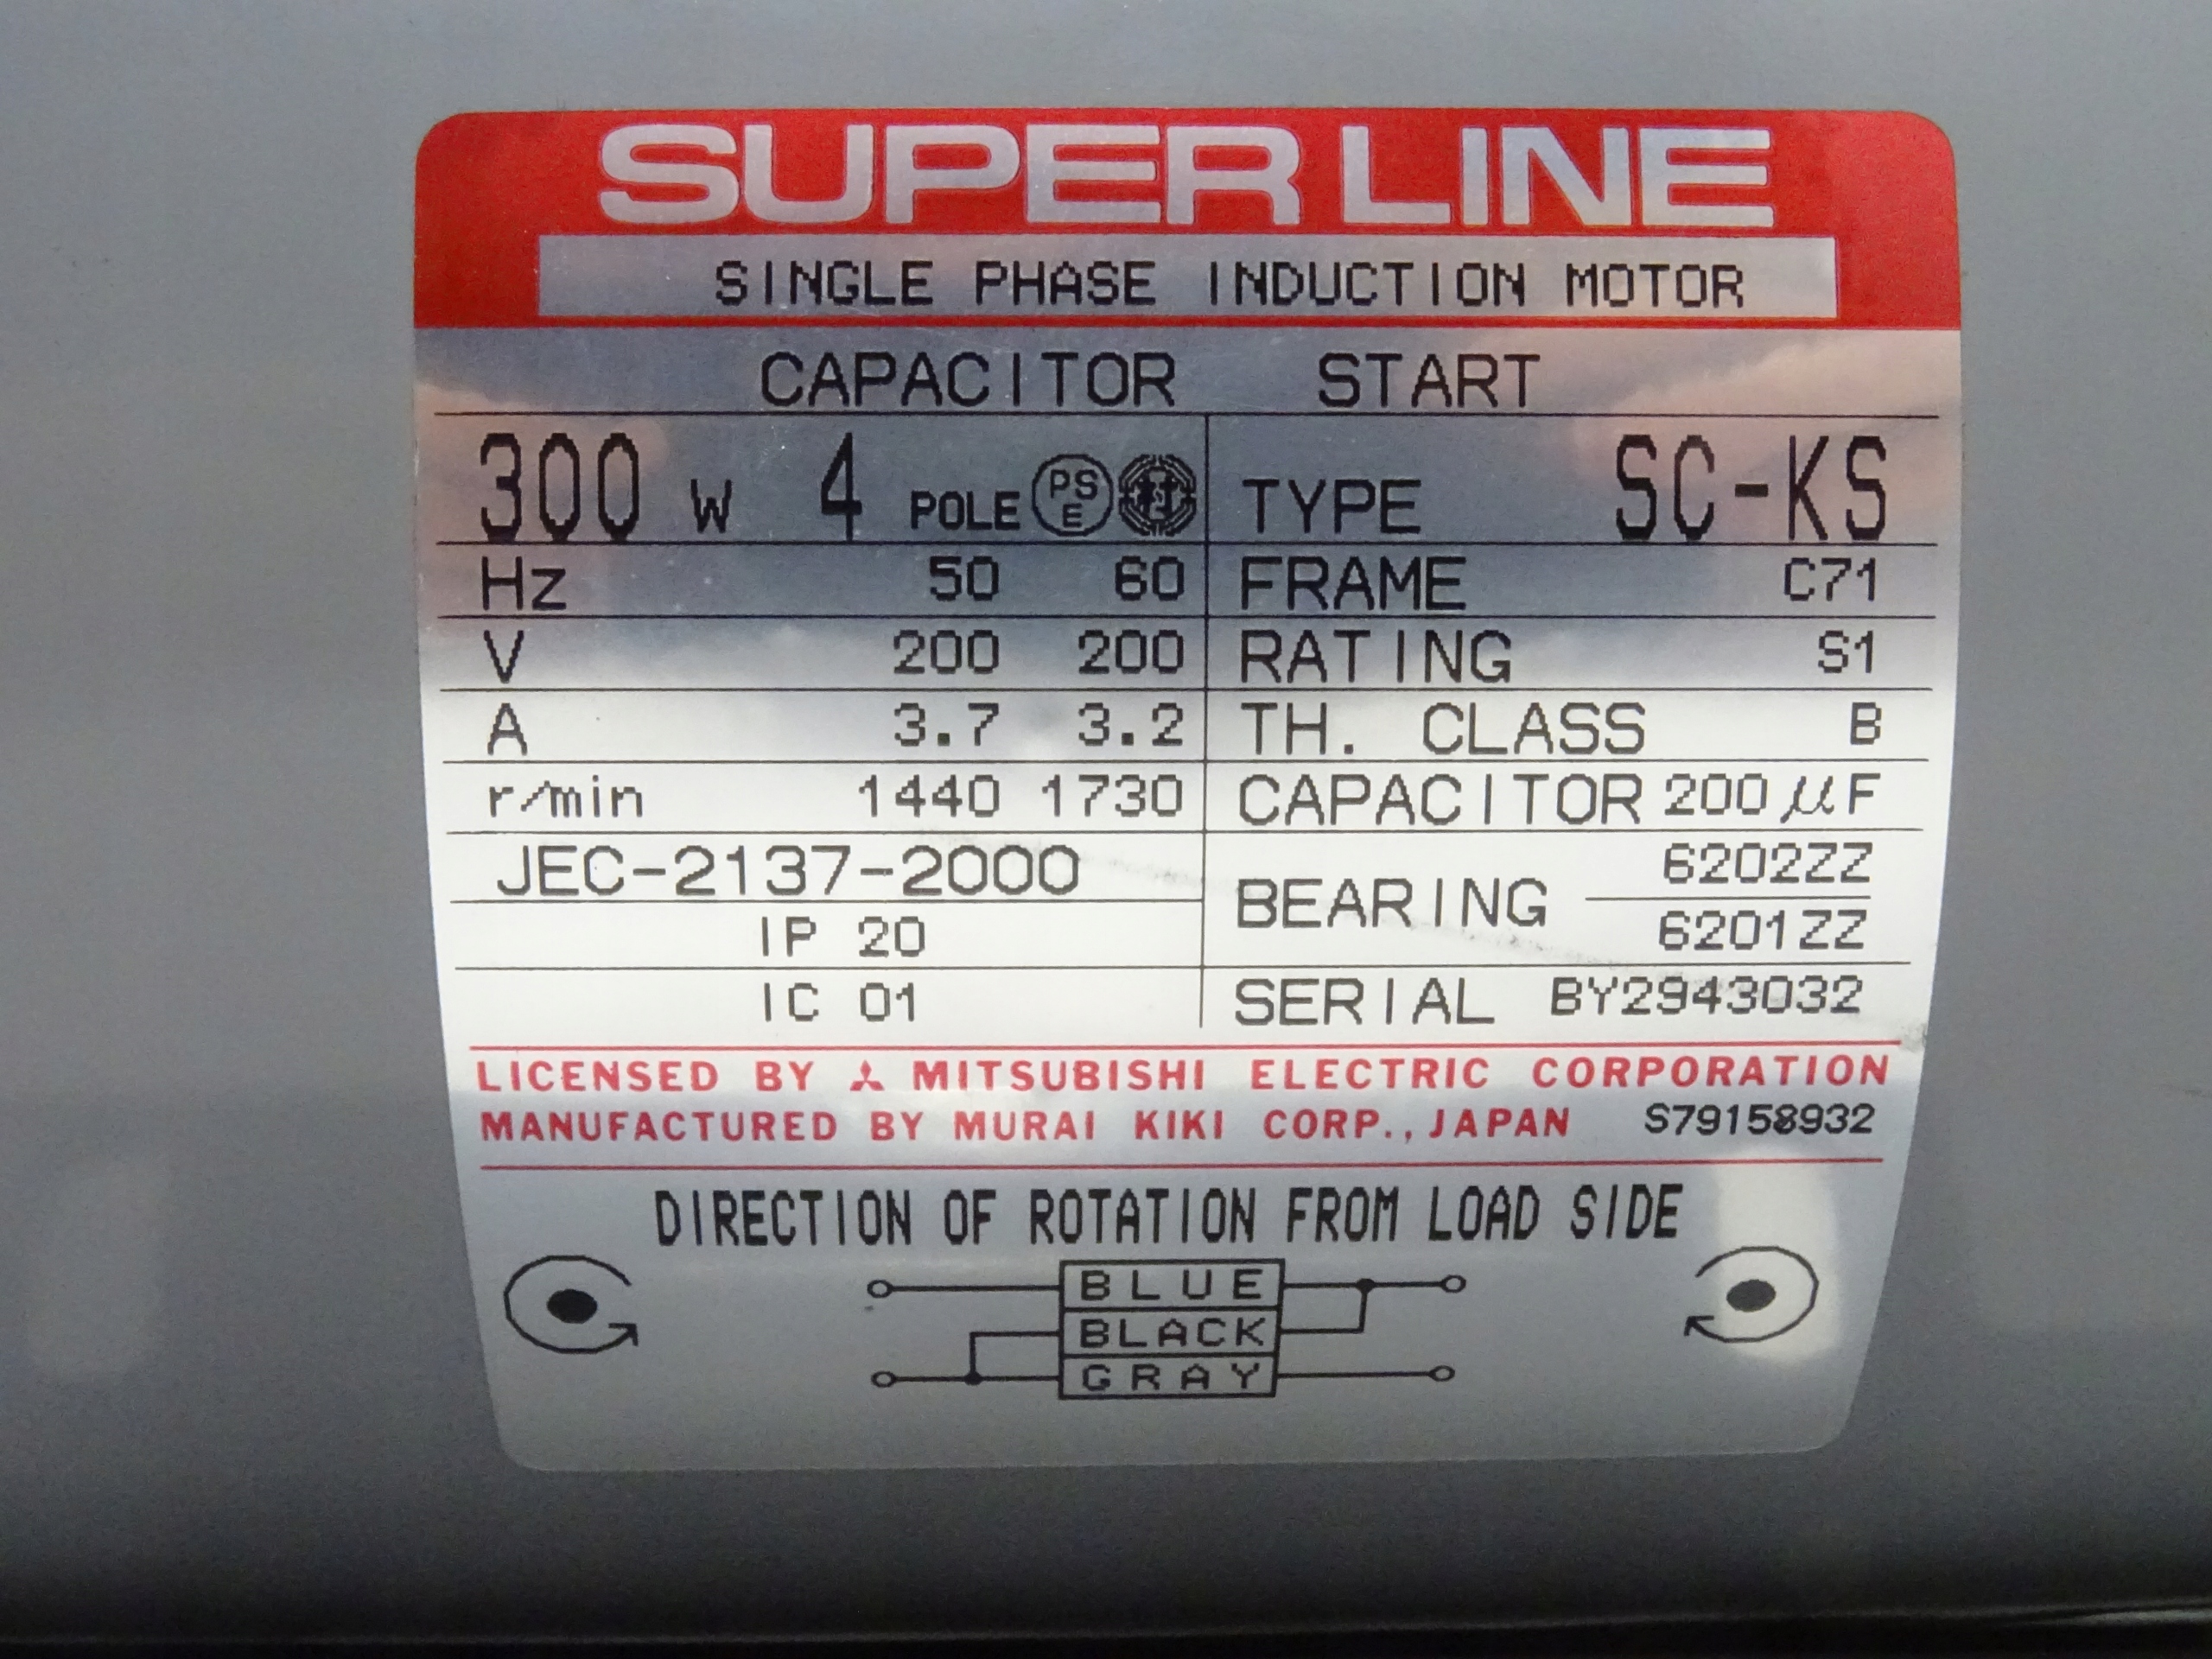 SUPER LINE
SINGLE PHASE INDUCTION MOTOR
CAPACITOR START
300 W 4 POLE PSE TYPE SC-KS
Hz 50 60 FRAME C71
V 200 200 RATING S1
A 3.7 3.2 TH. CLASS B
r/min 1440 1730 CAPACITOR 200μF
JEC-2137-2000 BEARING 6202ZZ
6201ZZ
IP 20
IC 01 SERIAL BY2943032
LICENSED BY MITSUBISHI ELECTRIC CORPORATION
MANUFACTURED BY MURAI KIKI CORP., JAPAN S79158932
DIRECTION OF ROTATION FROM LOAD SIDE
BLUE
BLACK
GRAY